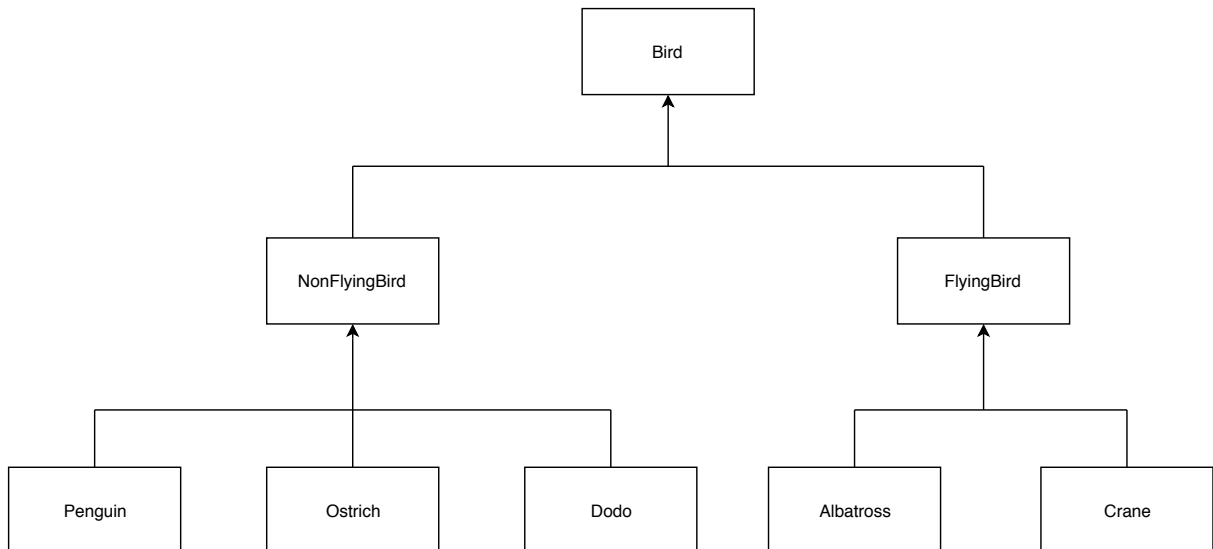 Bird
NonFlyingBird
FlyingBird
Penguin
Ostrich
Dodo
Albatross
Crane